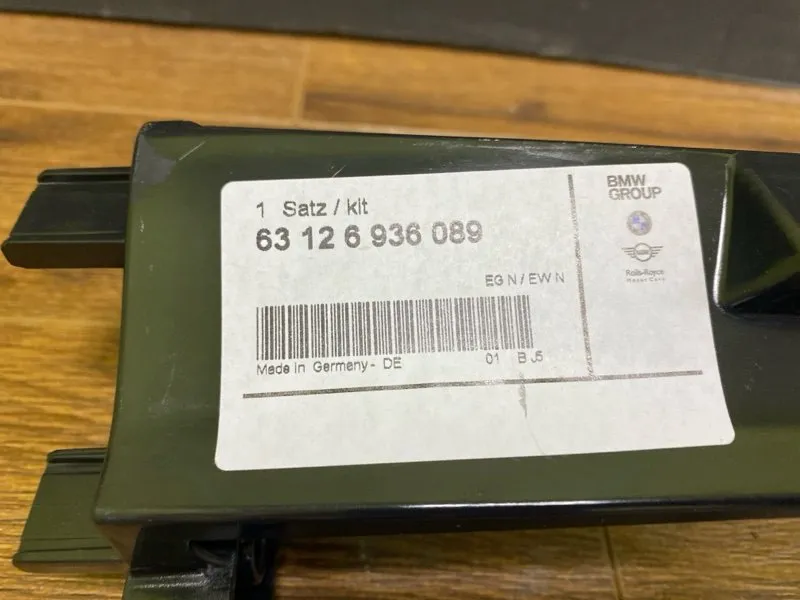 1 Satz / kit
63 12 6 936 089
EG N / EW N
Made in Germany - DE 01 B J5
BMW
GROUP
MINI
Rolls-Royce
Motor Cars